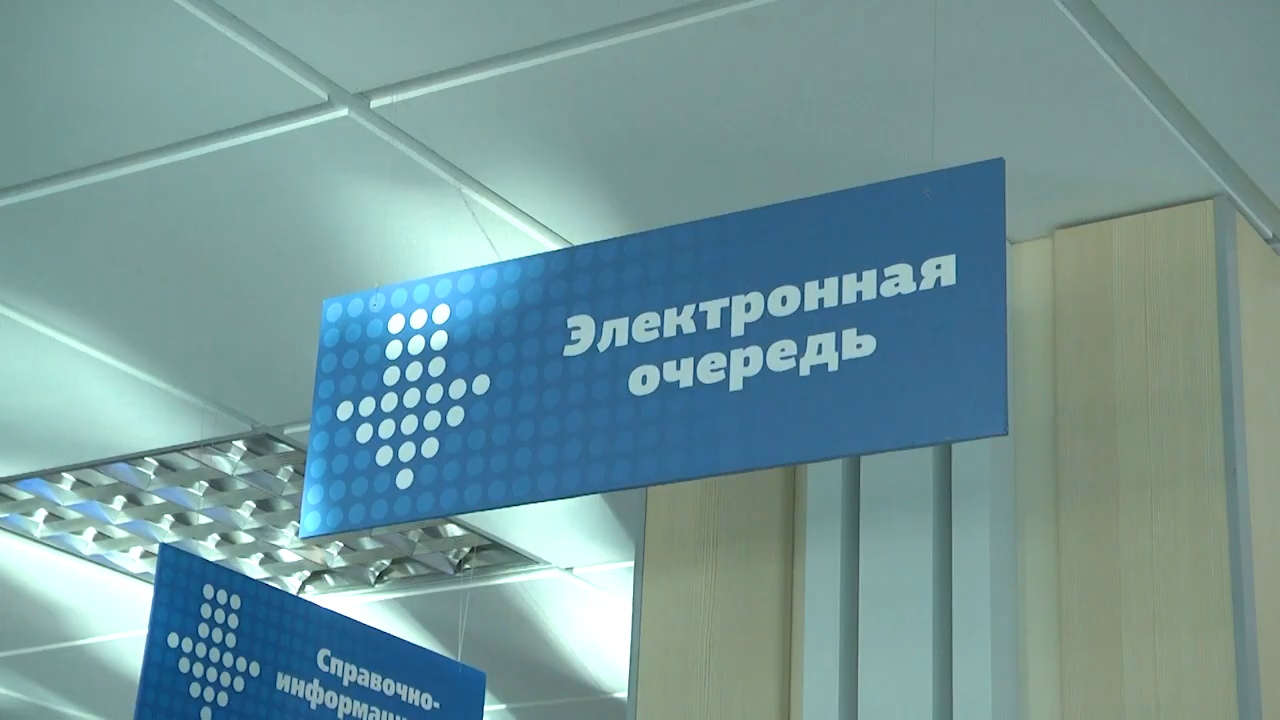 Электронная
очередь
Справочно-